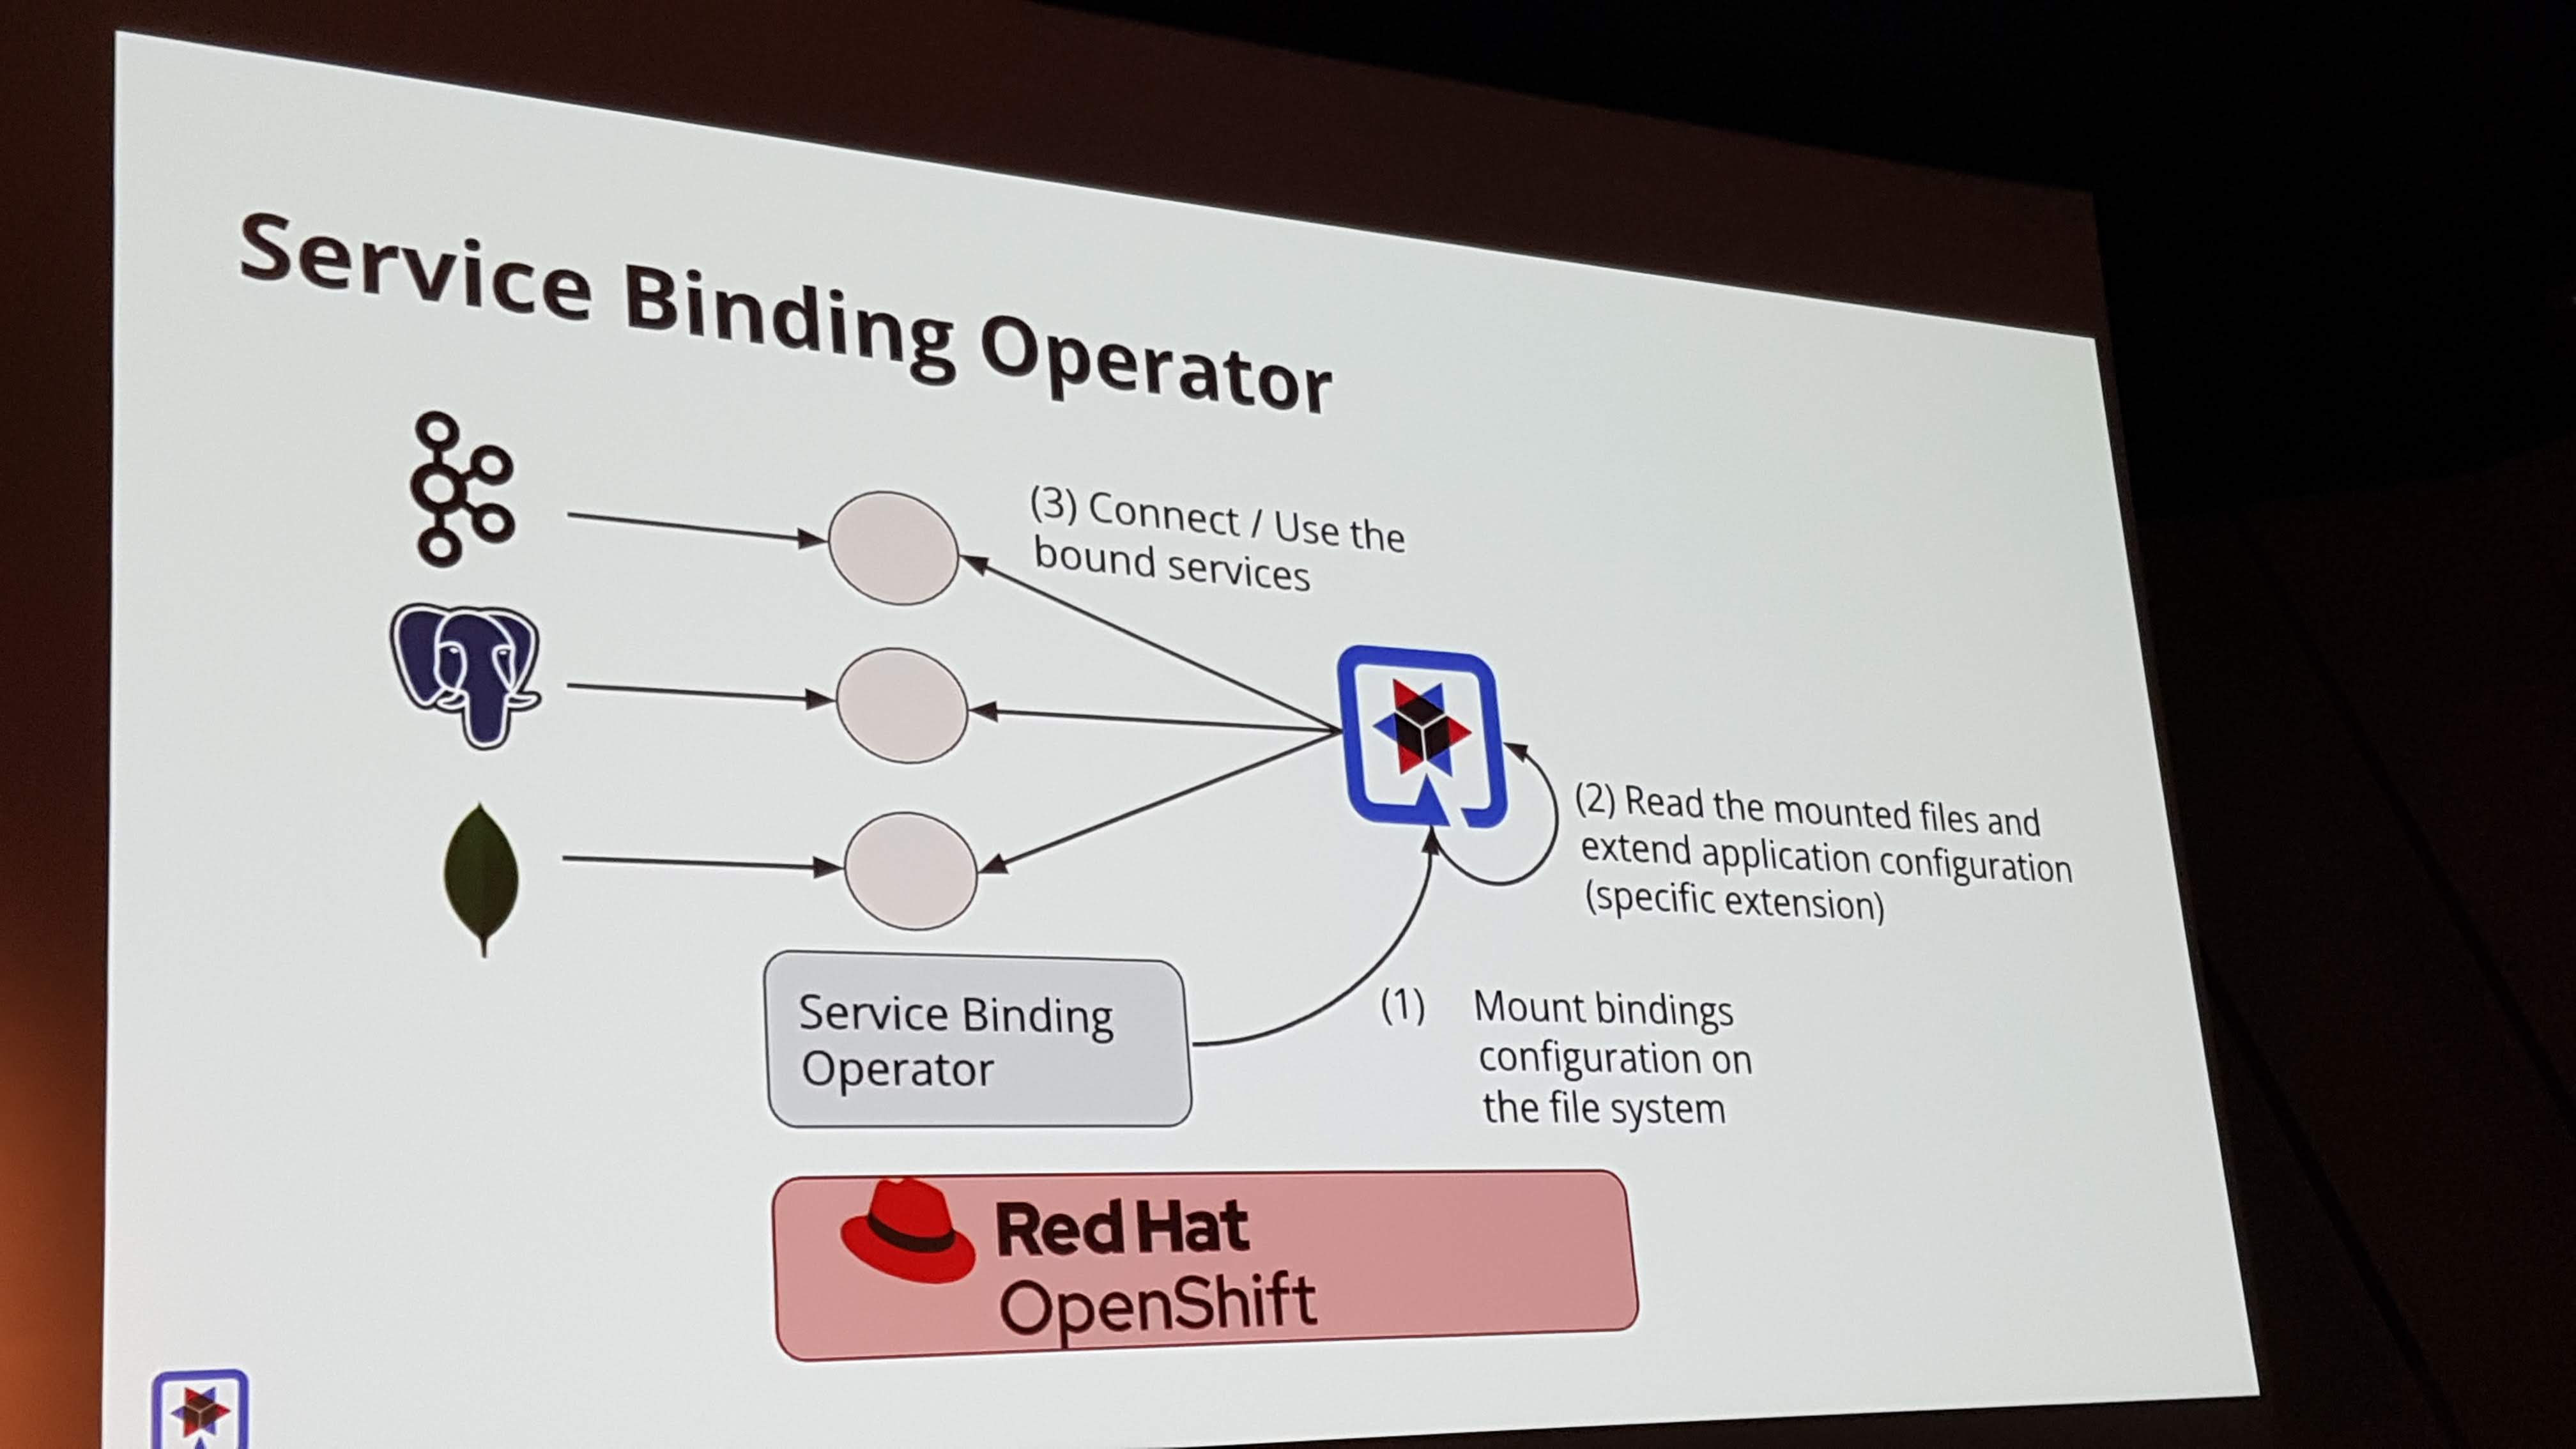 Service Binding Operator
(3) Connect / Use the
bound services
(2) Read the mounted files and
extend application configuration
(specific extension)
Service Binding
Operator
(1) Mount bindings
configuration on
the file system
Red Hat
OpenShift